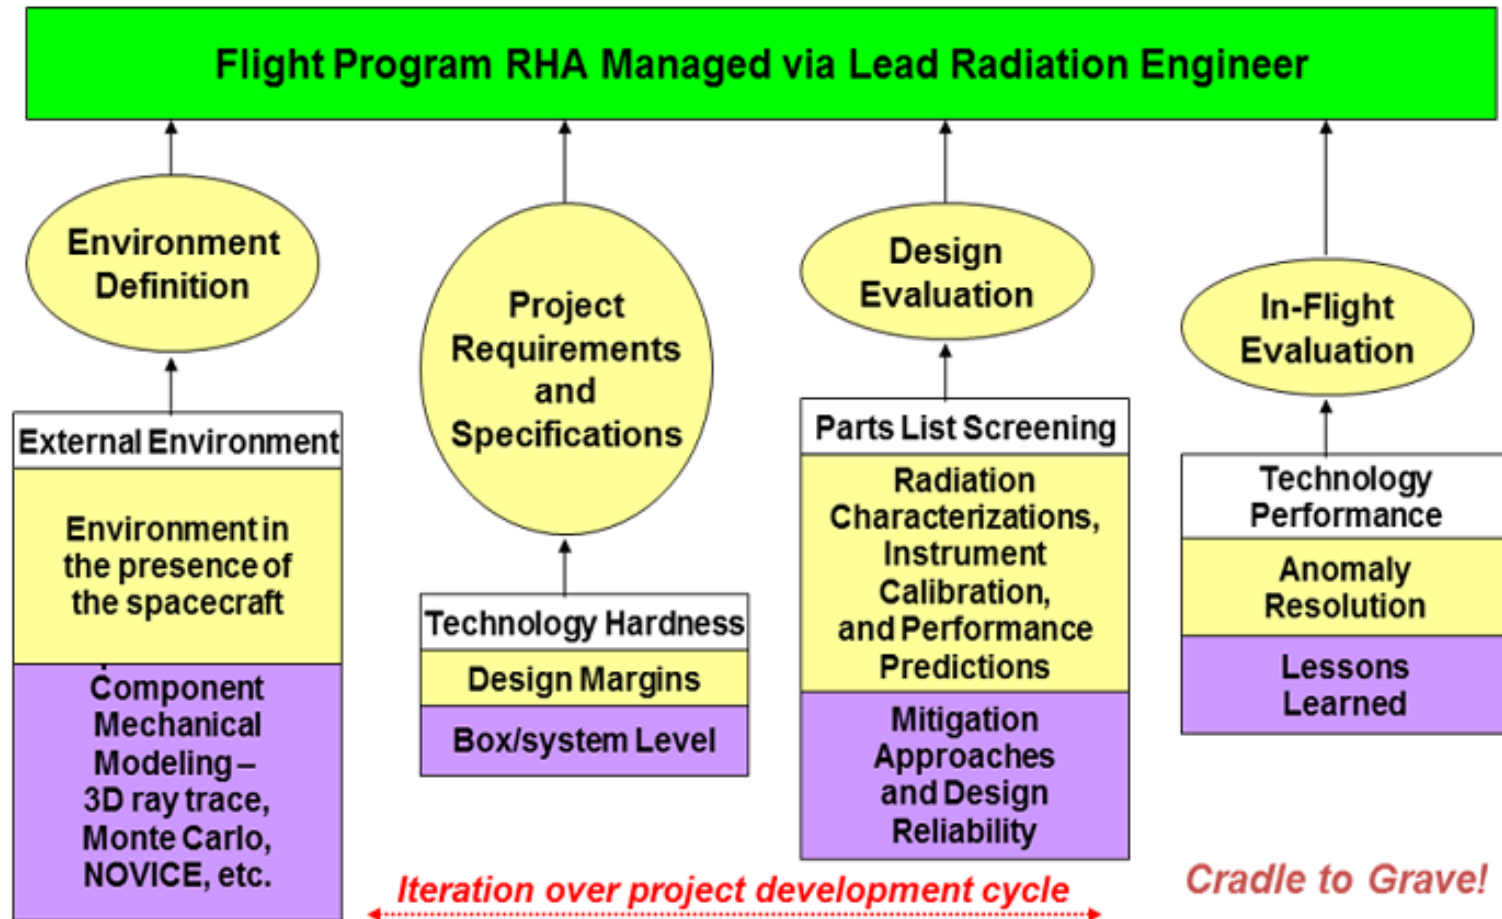 Flight Program RHA Managed via Lead Radiation Engineer
Environment
Definition
External Environment
Environment in
the presence of
the spacecraft
Component
Mechanical
Modeling –
3D ray trace,
Monte Carlo,
NOVICE, etc.
Project
Requirements
and
Specifications
Technology Hardness
Design Margins
Box/system Level
Design
Evaluation
Parts List Screening
Radiation
Characterizations,
Instrument
Calibration,
and Performance
Predictions
Mitigation
Approaches
and Design
Reliability
In-Flight
Evaluation
Technology
Performance
Anomaly
Resolution
Lessons
Learned
Iteration over project development cycle
Cradle to Grave!